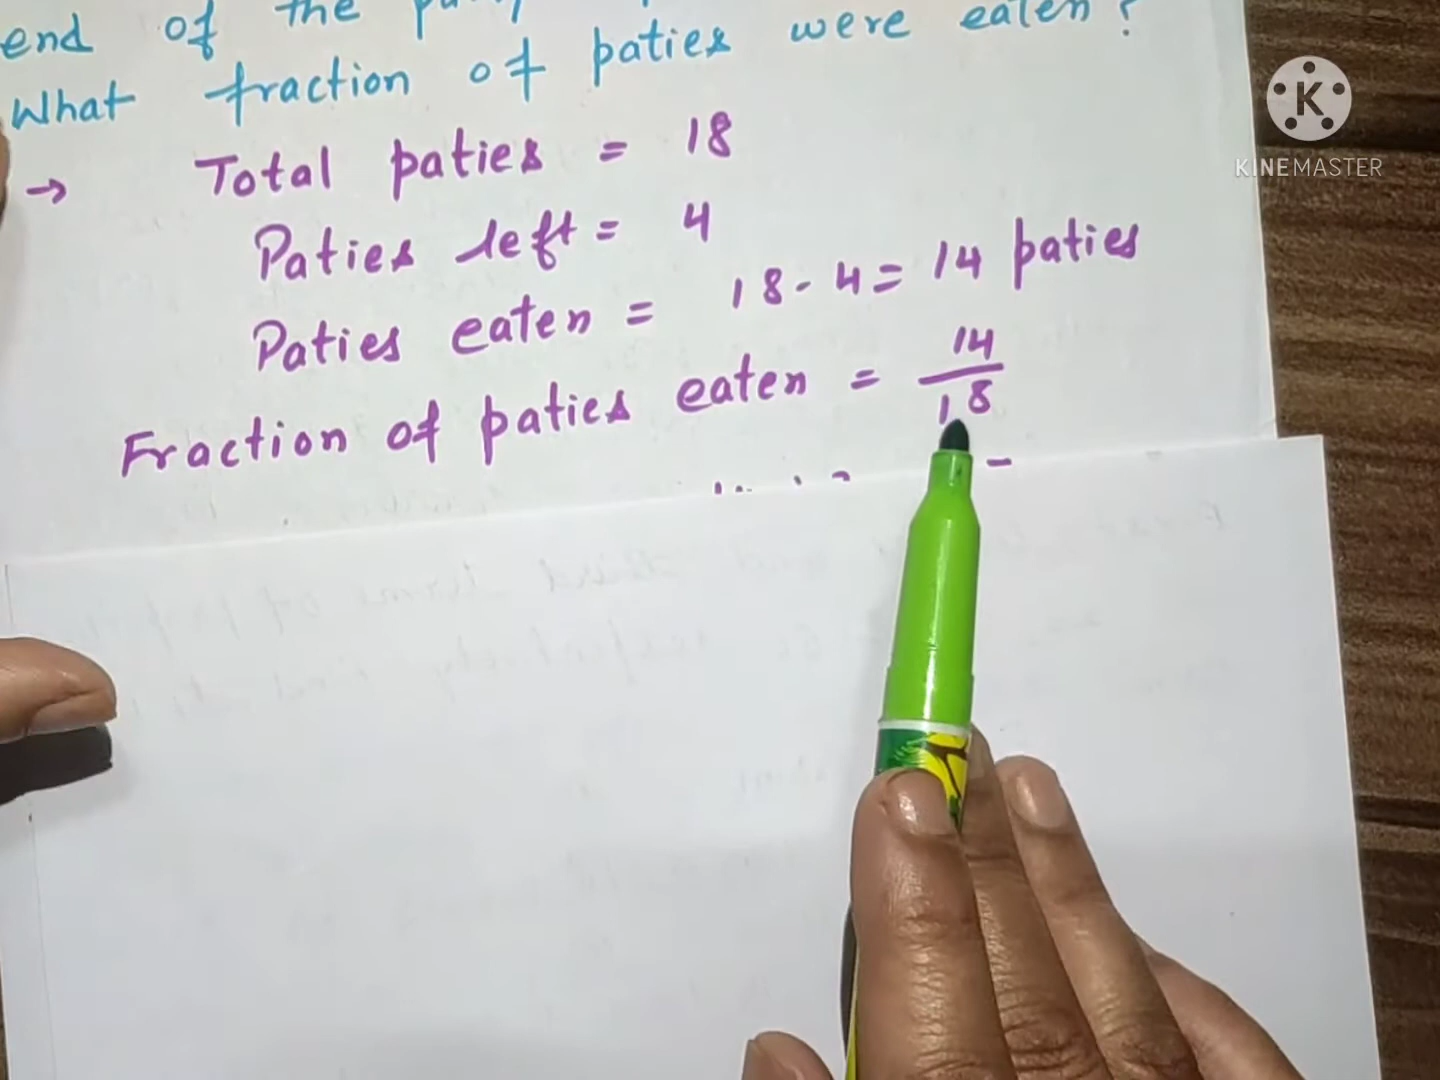 end of the
What fraction of paties were eaten?
→ Total paties = 18
Paties left = 4
Paties eaten = 18 - 4 = 14 paties
Fraction of paties eaten = 14/18
K
KINEMASTER